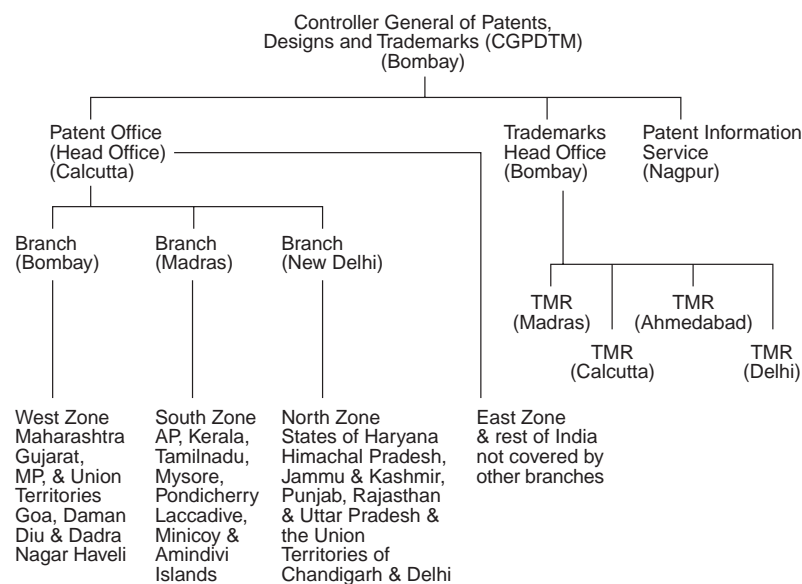 Controller General of Patents,
Designs and Trademarks (CGPDTM)
(Bombay)
Patent Office
(Head Office)
(Calcutta)
Trademarks
Head Office
(Bombay)
Patent Information
Service
(Nagpur)
Branch
(Bombay)
Branch
(Madras)
Branch
(New Delhi)
TMR
(Madras)
TMR
(Calcutta)
TMR
(Ahmedabad)
TMR
(Delhi)
West Zone
Maharashtra
Gujarat,
MP, & Union
Territories
Goa, Daman
Diu & Dadra
Nagar Haveli
South Zone
AP, Kerala,
Tamilnadu,
Mysore,
Pondicherry
Laccadive,
Minicoy &
Amindivi
Islands
North Zone
States of Haryana
Himachal Pradesh,
Jammu & Kashmir,
Punjab, Rajasthan
& Uttar Pradesh &
the Union
Territories of
Chandigarh & Delhi
East Zone
& rest of India
not covered by
other branches